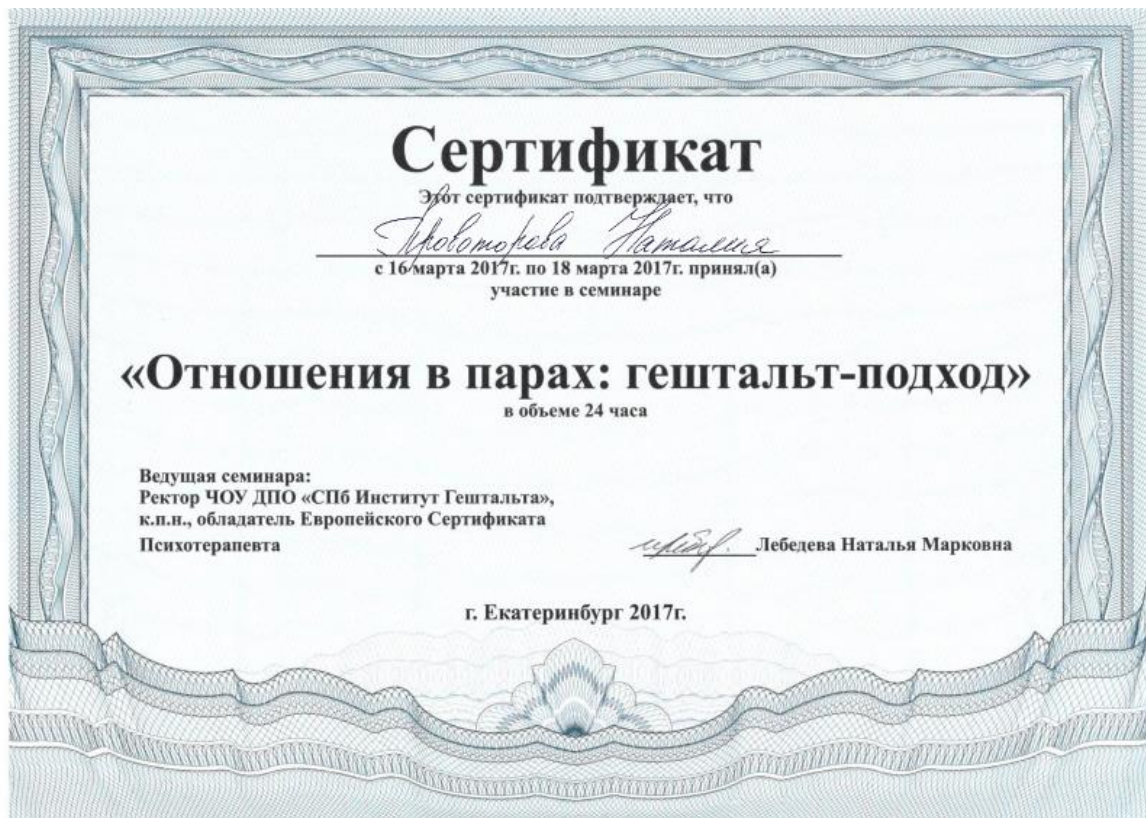 Сертификат
Этот сертификат подтверждает, что
Провоторова Наталия
с 16 марта 2017г. по 18 марта 2017г. принял(а)
участие в семинаре
«Отношения в парах: гештальт-подход»
в объеме 24 часа
Ведущая семинара:
Ректор ЧОУ ДПО «СПб Институт Гештальта»,
к.п.н., обладатель Европейского Сертификата
Психотерапевта
Лебедева Наталья Марковна
г. Екатеринбург 2017г.